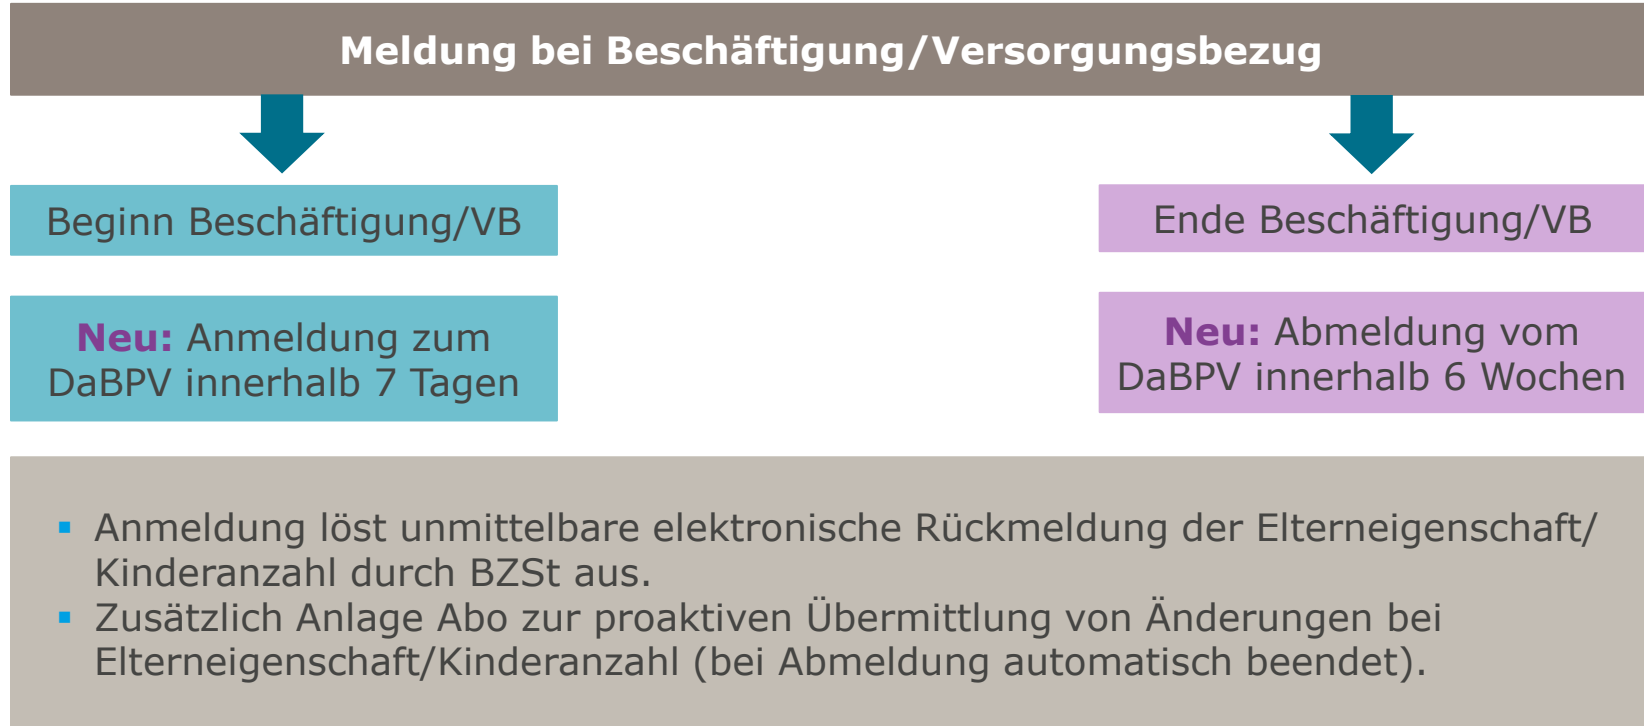 Meldung bei Beschäftigung/Versorgungsbezug
Beginn Beschäftigung/VB
Neu: Anmeldung zum
DaBPV innerhalb 7 Tagen
Ende Beschäftigung/VB
Neu: Abmeldung vom
DaBPV innerhalb 6 Wochen
▪ Anmeldung löst unmittelbare elektronische Rückmeldung der Elterneigenschaft/
Kinderanzahl durch BZSt aus.
▪ Zusätzlich Anlage Abo zur proaktiven Übermittlung von Änderungen bei
Elterneigenschaft/Kinderanzahl (bei Abmeldung automatisch beendet).